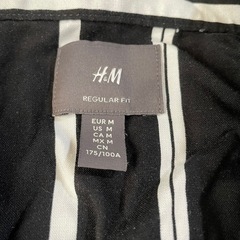 H&M
REGULAR FIT
EUR M
US M
CA M
MX M
CN
175/100A